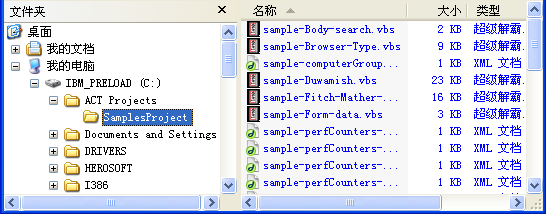 文件夹
桌面
我的文档
我的电脑
IBM_PRELOAD (C:)
ACT Projects
SamplesProject
Documents and Settings
DRIVERS
HEROSOFT
I386
名称 大小 类型
sample-Body-search.vbs 2 KB 超级解霸.
sample-Browser-Type.vbs 9 KB 超级解霸.
sample-computerGroup... 1 KB XML 文档
sample-Duwamish.vbs 23 KB 超级解霸.
sample-Fitch-Mather-... 16 KB 超级解霸.
sample-Form-data.vbs 3 KB 超级解霸.
sample-perfCounters-... 1 KB XML 文档
sample-perfCounters-... 1 KB XML 文档
sample-perfCounters-... 1 KB XML 文档
sample-perfCounters-... 1 KB XML 文档